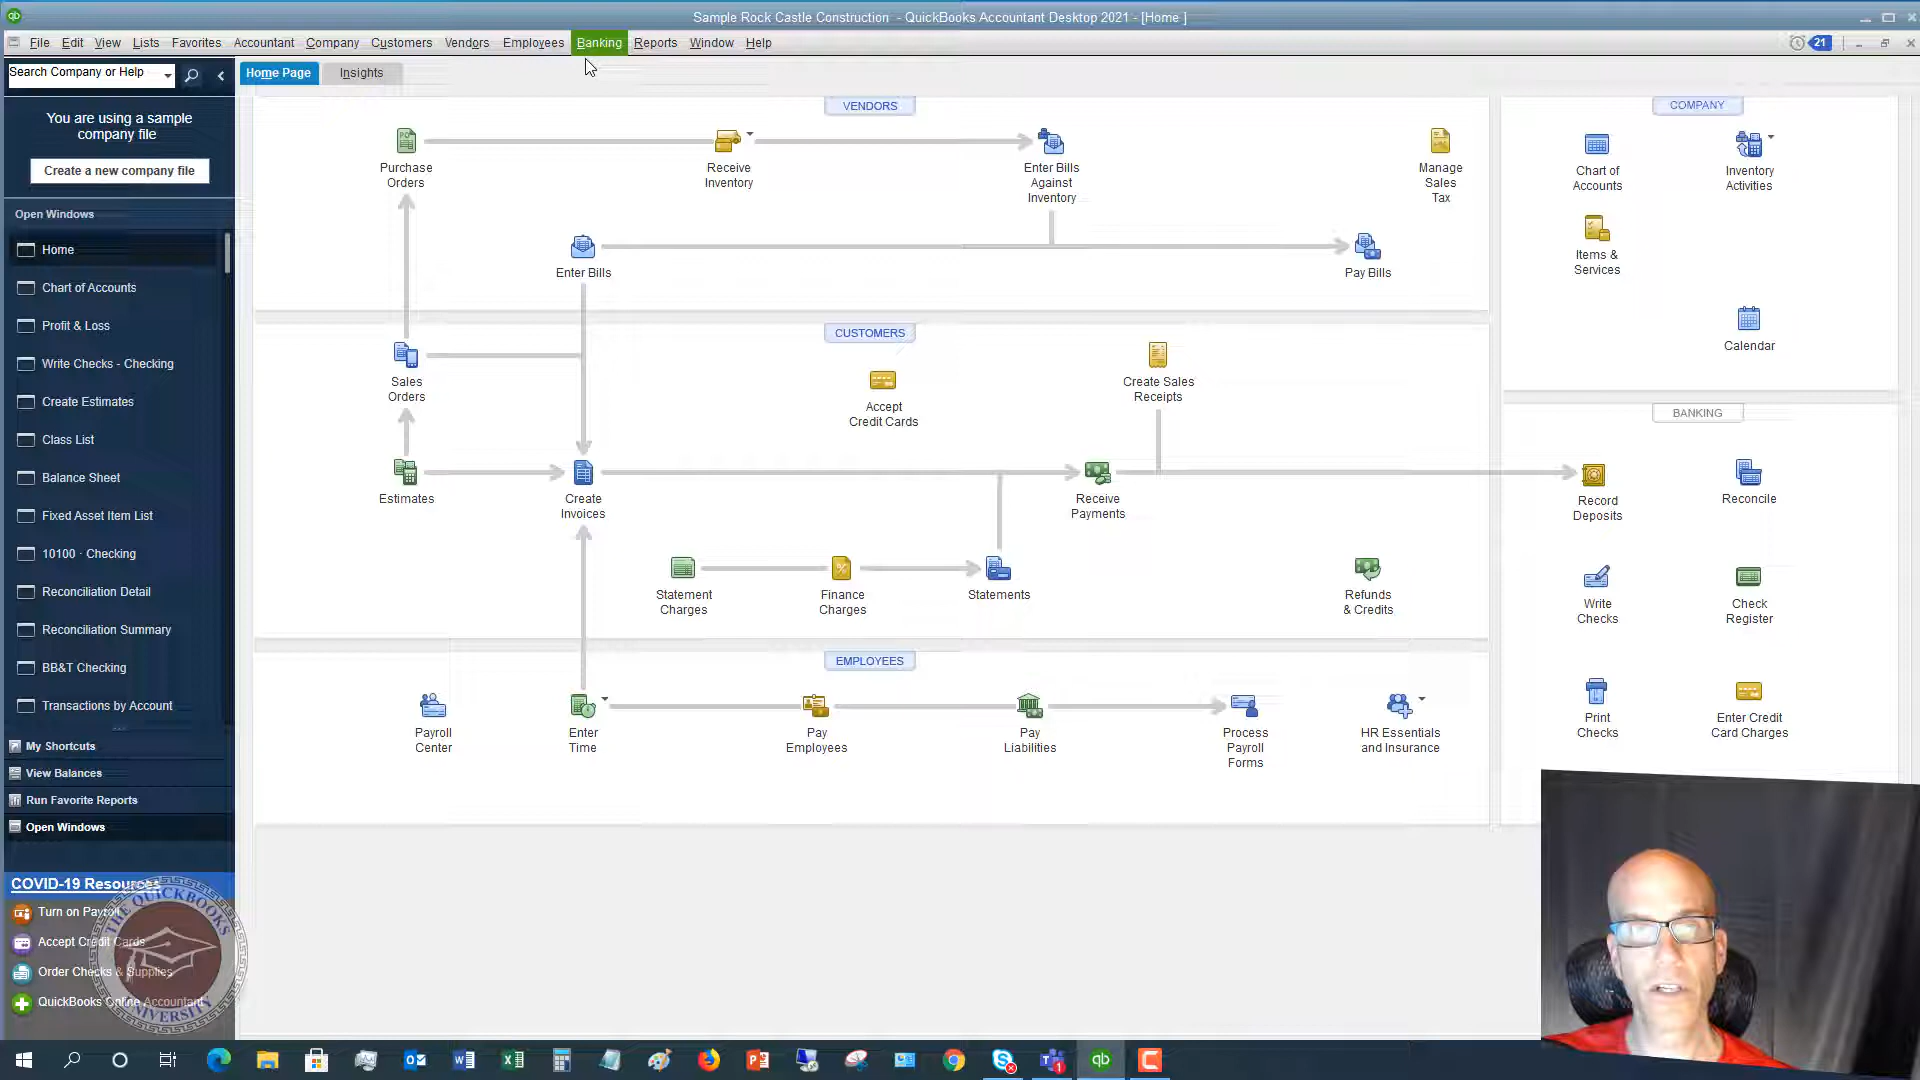 Sample Rock Castle Construction - QuickBooks Accountant Desktop 2021 - [Home ]
File Edit View Lists Favorites Accountant Company Customers Vendors Employees Banking Reports Window Help
21
Search Company or Help
Home Page
Insights
You are using a sample
company file
Create a new company file
Open Windows
Home
Chart of Accounts
Profit & Loss
Write Checks - Checking
Create Estimates
Class List
Balance Sheet
Fixed Asset Item List
10100 · Checking
Reconciliation Detail
Reconciliation Summary
BB&T Checking
Transactions by Account
My Shortcuts
View Balances
Run Favorite Reports
Open Windows
COVID-19 Resources
Turn on Payroll
Accept Credit Cards
Order Checks & Supplies
QuickBooks Online Accountant
THE QUICKBOOKS
UNIVERSITY
VENDORS
Purchase
Orders
Receive
Inventory
Enter Bills
Against
Inventory
Manage
Sales
Tax
Enter Bills
Pay Bills
CUSTOMERS
Sales
Orders
Accept
Credit Cards
Create Sales
Receipts
Estimates
Create
Invoices
Receive
Payments
Statement
Charges
Finance
Charges
Statements
Refunds
& Credits
EMPLOYEES
Payroll
Center
Enter
Time
Pay
Employees
Pay
Liabilities
Process
Payroll
Forms
HR Essentials
and Insurance
COMPANY
Chart of
Accounts
Inventory
Activities
Items &
Services
Calendar
BANKING
Record
Deposits
Reconcile
Write
Checks
Check
Register
Print
Checks
Enter Credit
Card Charges